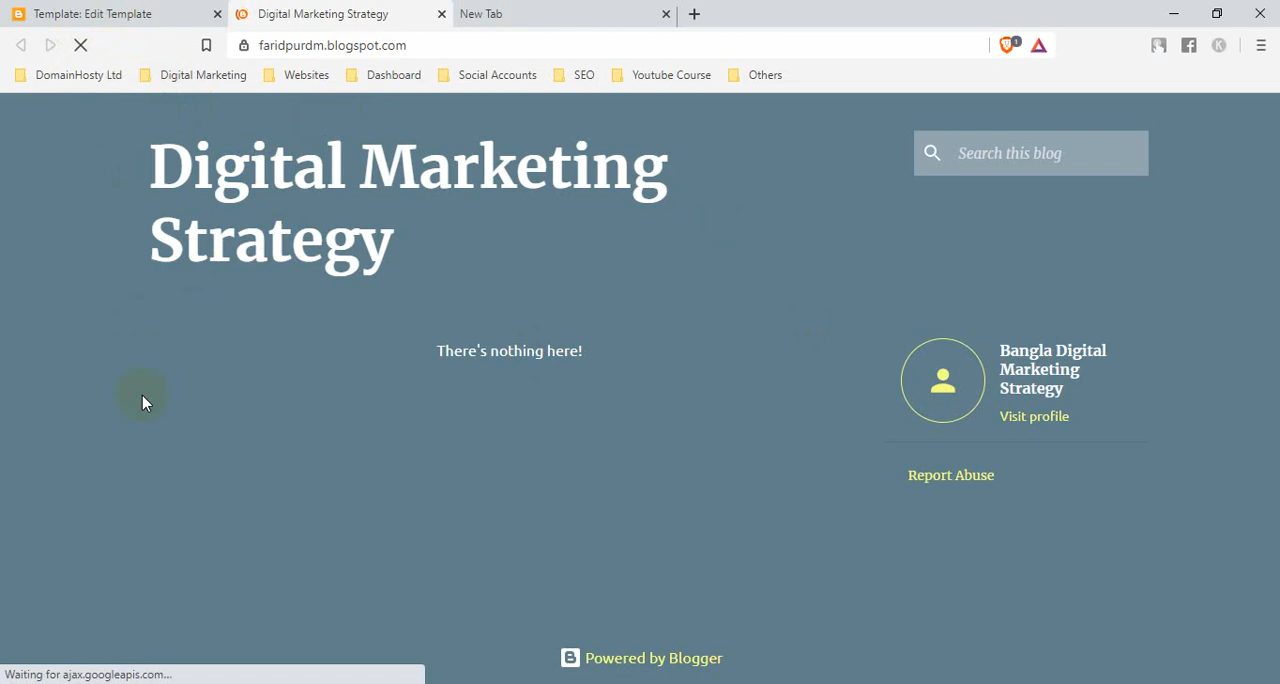 Template: Edit Template
Digital Marketing Strategy
New Tab
faridpurdm.blogspot.com
1
K
DomainHosty Ltd
Digital Marketing
Websites
Dashboard
Social Accounts
SEO
Youtube Course
Others
Digital Marketing
Strategy
Search this blog
There's nothing here!
Bangla Digital
Marketing
Strategy
Visit profile
Report Abuse
Powered by Blogger
Waiting for ajax.googleapis.com...